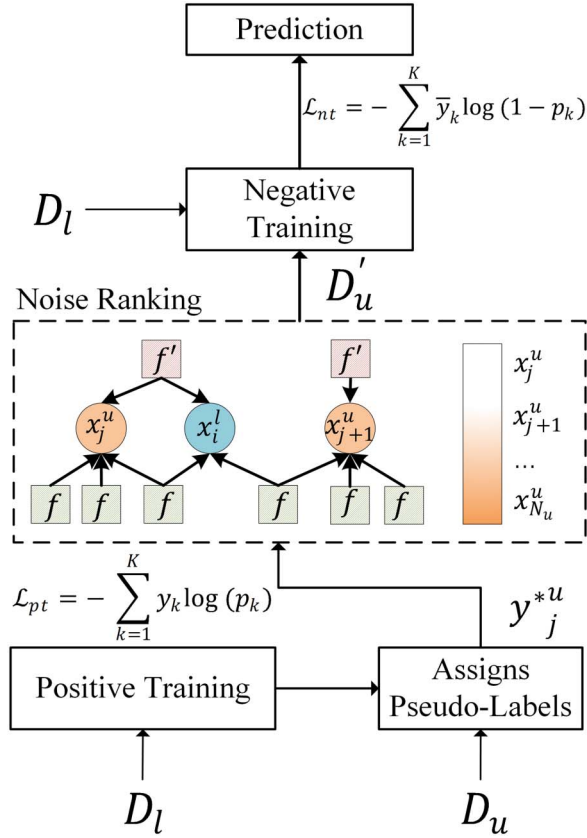 Prediction
ℒ_nt = − ∑_{k=1}^{K} ȳ_k log (1 − p_k)
D_l
Negative
Training
D_u′
Noise Ranking
f′ f′
x_j^u x_i^l x_{j+1}^u
f f f f f f
x_j^u
x_{j+1}^u
...
x_{N_u}^u
ℒ_pt = − ∑_{k=1}^{K} y_k log (p_k)
y*_j^u
Positive Training
Assigns
Pseudo-Labels
D_l D_u